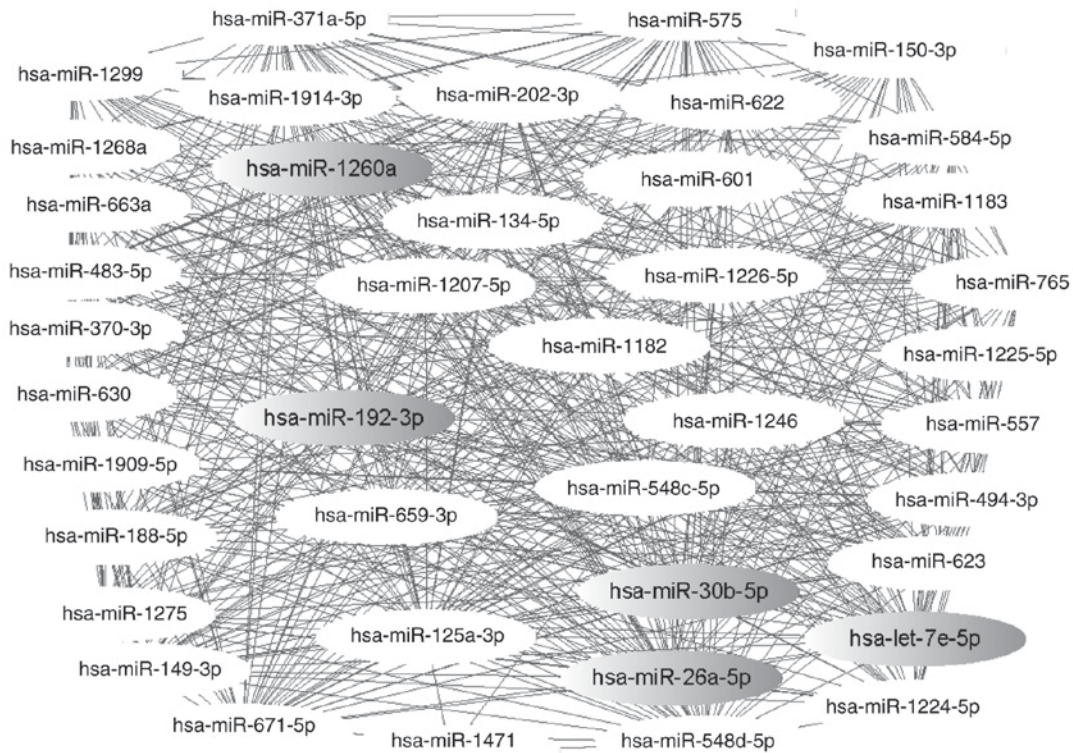 hsa-miR-371a-5p
hsa-miR-575
hsa-miR-150-3p
hsa-miR-1299
hsa-miR-1914-3p
hsa-miR-202-3p
hsa-miR-622
hsa-miR-584-5p
hsa-miR-1268a
hsa-miR-1260a
hsa-miR-601
hsa-miR-663a
hsa-miR-1183
hsa-miR-134-5p
hsa-miR-483-5p
hsa-miR-1207-5p
hsa-miR-1226-5p
hsa-miR-765
hsa-miR-370-3p
hsa-miR-1182
hsa-miR-1225-5p
hsa-miR-630
hsa-miR-192-3p
hsa-miR-1246
hsa-miR-557
hsa-miR-1909-5p
hsa-miR-548c-5p
hsa-miR-494-3p
hsa-miR-659-3p
hsa-miR-188-5p
hsa-miR-623
hsa-miR-30b-5p
hsa-miR-1275
hsa-miR-125a-3p
hsa-let-7e-5p
hsa-miR-149-3p
hsa-miR-26a-5p
hsa-miR-1224-5p
hsa-miR-671-5p
hsa-miR-1471
hsa-miR-548d-5p